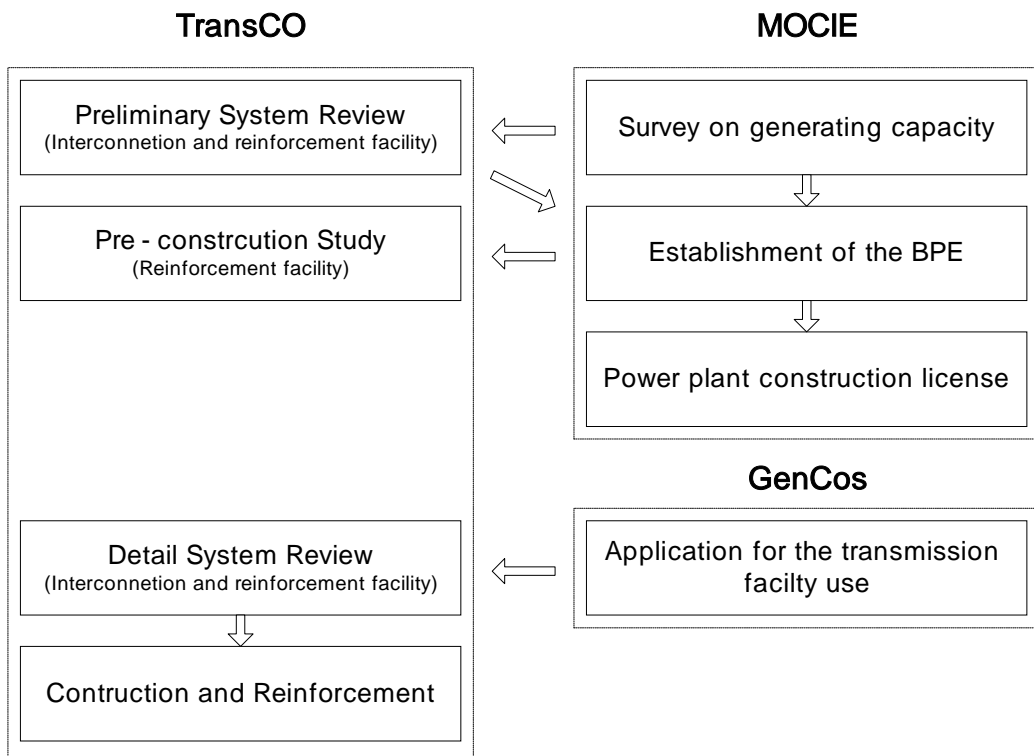 TransCO
Preliminary System Review
(Interconnetion and reinforcement facility)
Pre - constrcution Study
(Reinforcement facility)
Detail System Review
(Interconnetion and reinforcement facility)
Contruction and Reinforcement
MOCIE
Survey on generating capacity
Establishment of the BPE
Power plant construction license
GenCos
Application for the transmission
facilty use